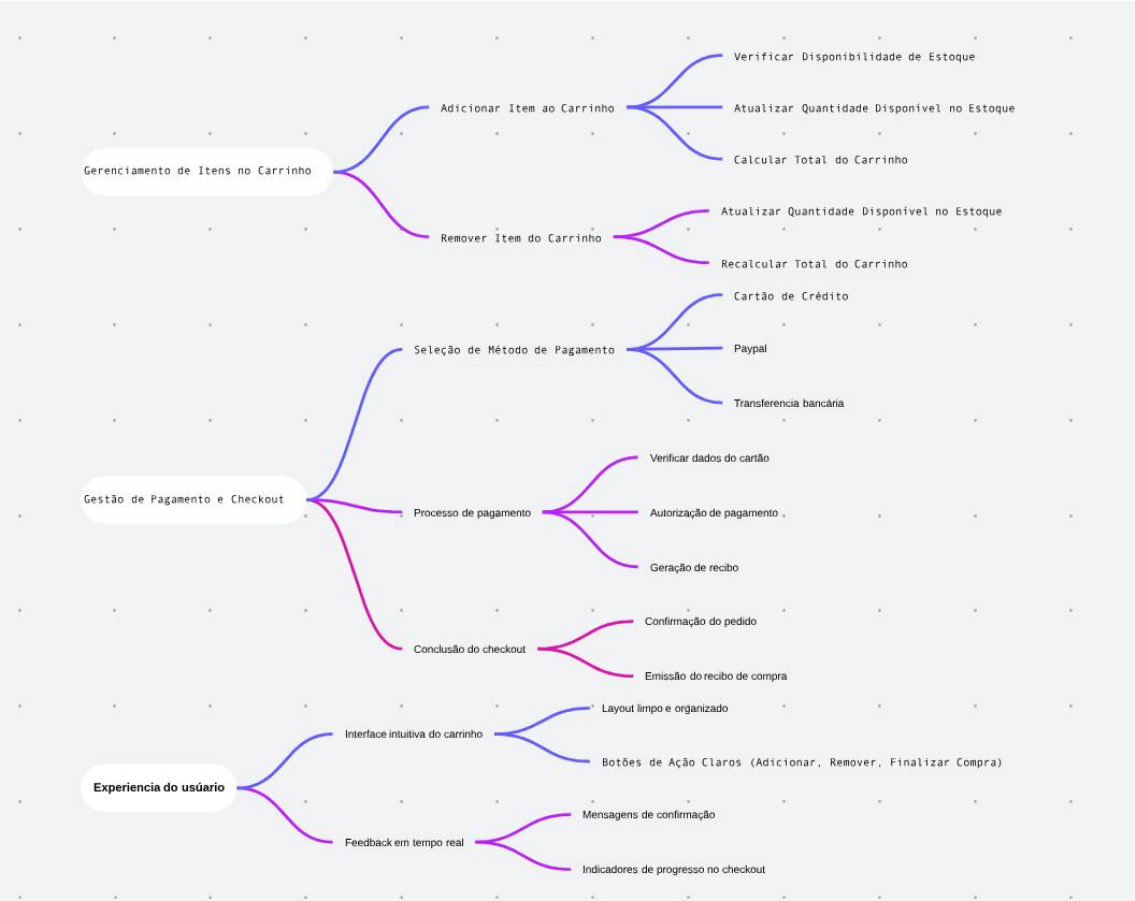 Gerenciamento de Itens no Carrinho
Adicionar Item ao Carrinho
Verificar Disponibilidade de Estoque
Atualizar Quantidade Disponível no Estoque
Calcular Total do Carrinho
Remover Item do Carrinho
Atualizar Quantidade Disponível no Estoque
Recalcular Total do Carrinho
Gestão de Pagamento e Checkout
Seleção de Método de Pagamento
Cartão de Crédito
Paypal
Transferencia bancária
Processo de pagamento
Verificar dados do cartão
Autorização de pagamento
Geração de recibo
Conclusão do checkout
Confirmação do pedido
Emissão do recibo de compra
Experiencia do usúario
Interface intuitiva do carrinho
Layout limpo e organizado
Botões de Ação Claros (Adicionar, Remover, Finalizar Compra)
Feedback em tempo real
Mensagens de confirmação
Indicadores de progresso no checkout